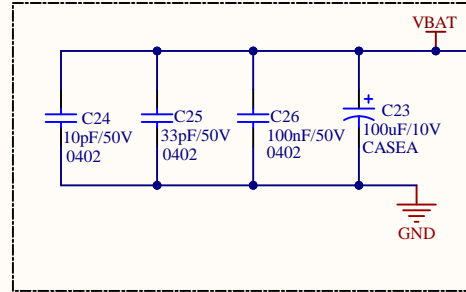 VBAT
C24
10pF/50V
0402
C25
33pF/50V
0402
C26
100nF/50V
0402
+
C23
100uF/10V
CASEA
GND